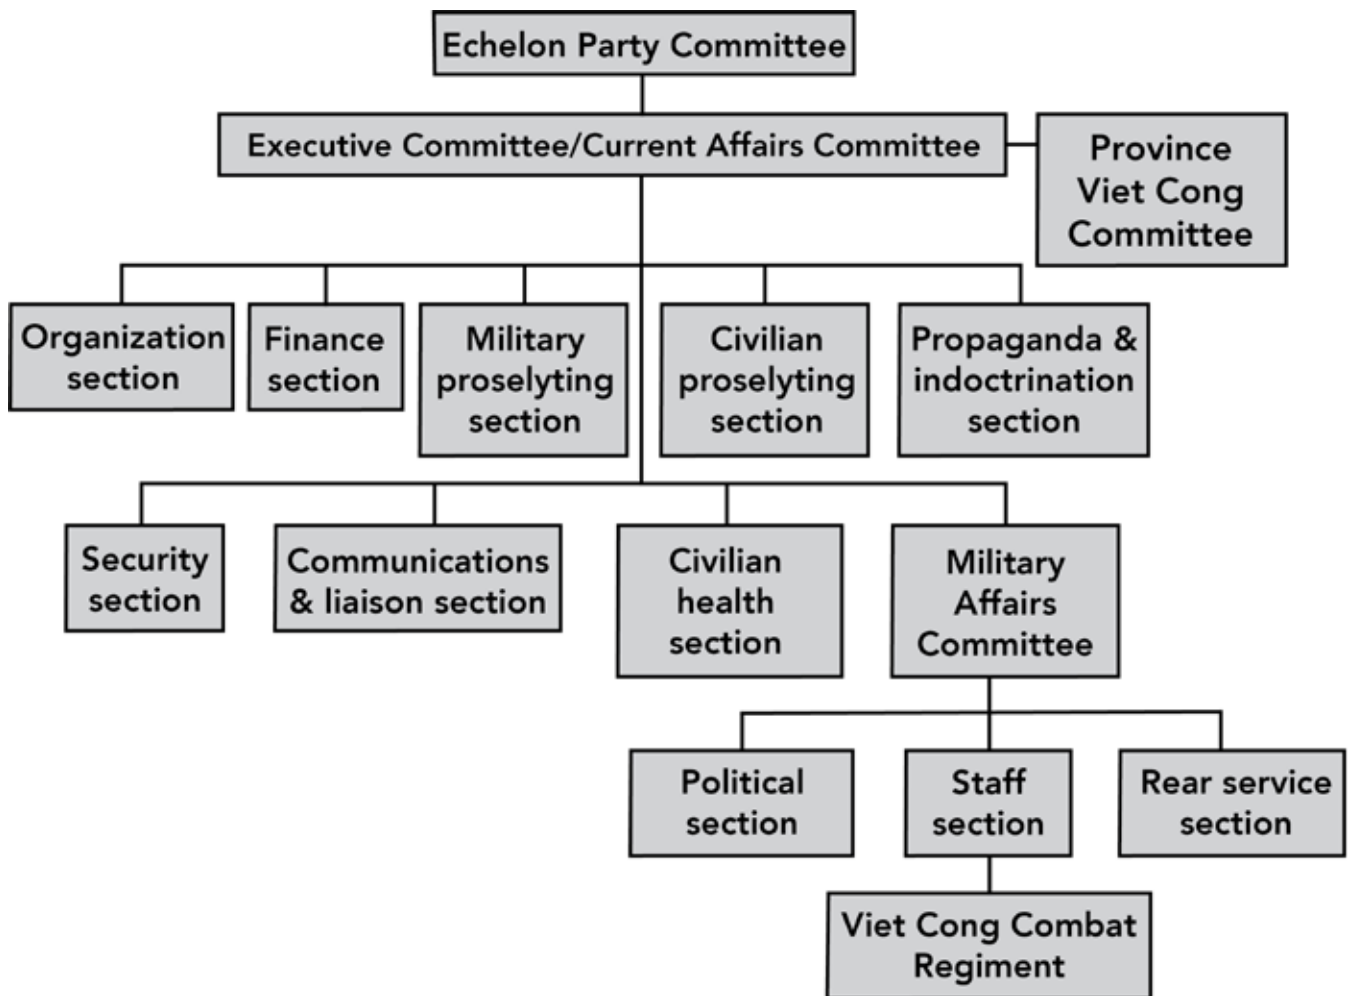 Echelon Party Committee
Executive Committee/Current Affairs Committee
Province
Viet Cong
Committee
Organization
section
Finance
section
Military
proselyting
section
Civilian
proselyting
section
Propaganda &
indoctrination
section
Security
section
Communications
& liaison section
Civilian
health
section
Military
Affairs
Committee
Political
section
Staff
section
Rear service
section
Viet Cong Combat
Regiment